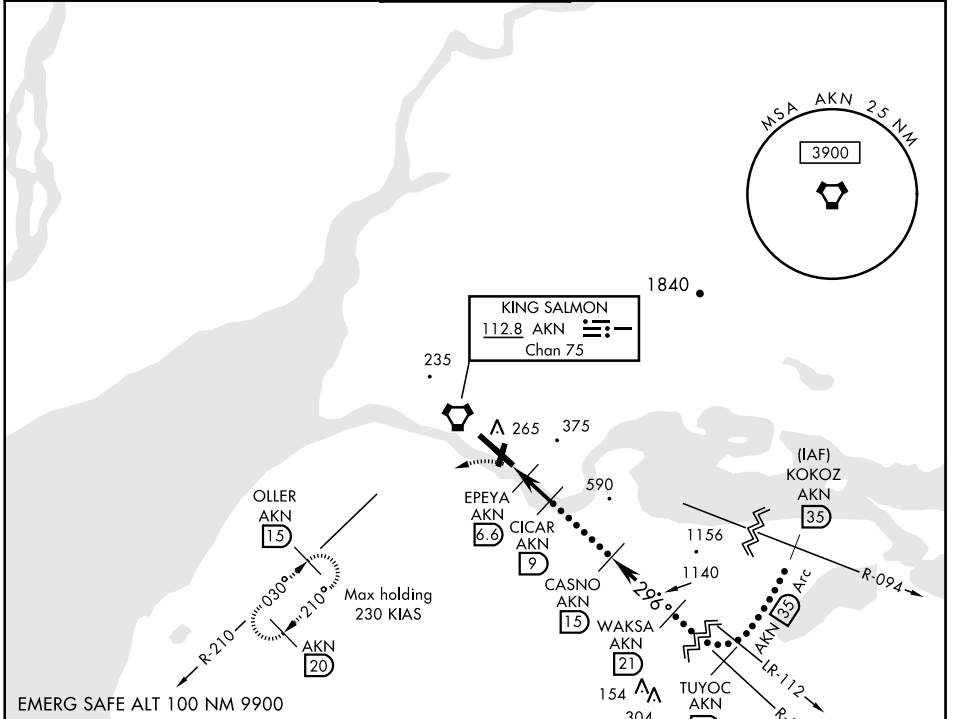 MSA AKN 25 NM
3900
1840
KING SALMON
112.8 AKN
Chan 75
235
265
375
(IAF)
KOKOZ
AKN
35
590
EPEYA
AKN
6.6
CICAR
AKN
9
OLLER
AKN
15
1156
1140
R-094
030°
210°
Max holding
230 KIAS
CASNO
AKN
15
296°
AKN 35 Arc
R-210
AKN
20
WAKSA
AKN
21
LR-112
154
304
TUYOC
AKN
EMERG SAFE ALT 100 NM 9900